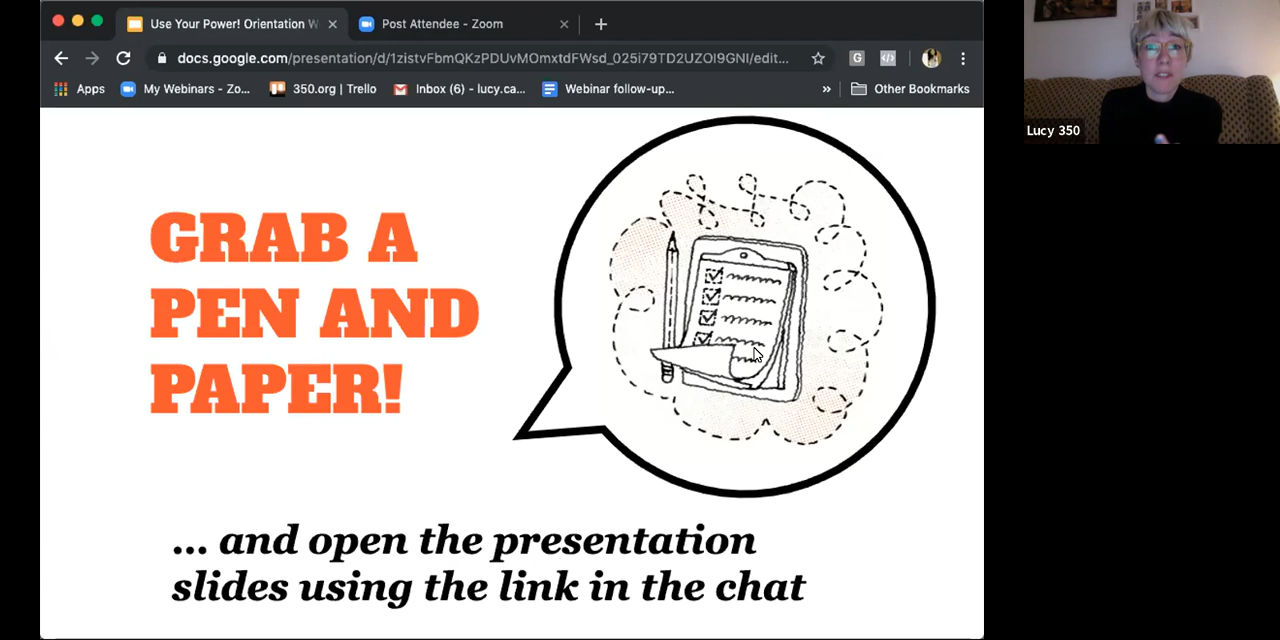 Use Your Power! Orientation W
Post Attendee - Zoom
docs.google.com/presentation/d/1zistvFbmQKzPDUvMOmxtdFWsd_025i79TD2UZOI9GNI/edit...
G
Apps
My Webinars - Zo...
350.org | Trello
Inbox (6) - lucy.ca...
Webinar follow-up...
»
Other Bookmarks
Lucy 350
GRAB A
PEN AND
PAPER!
... and open the presentation
slides using the link in the chat